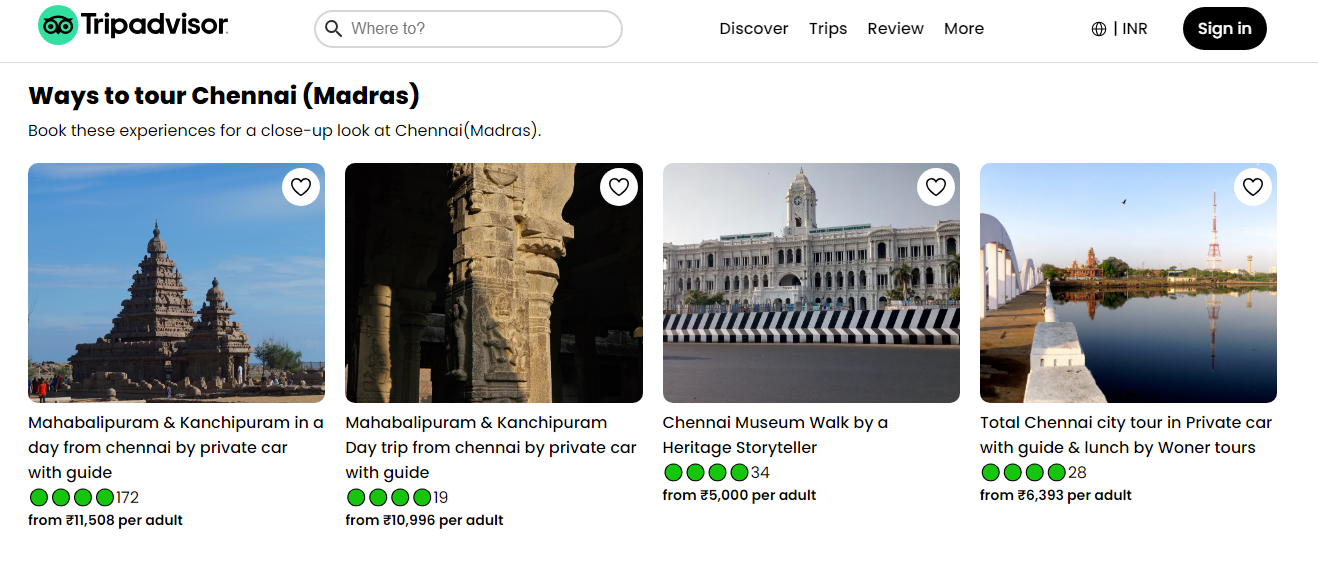 Tripadvisor
Where to?
Discover Trips Review More
| INR
Sign in
Ways to tour Chennai (Madras)
Book these experiences for a close-up look at Chennai(Madras).
Mahabalipuram & Kanchipuram in a
day from chennai by private car
with guide
172
from ₹11,508 per adult
Mahabalipuram & Kanchipuram
Day trip from chennai by private car
with guide
19
from ₹10,996 per adult
Chennai Museum Walk by a
Heritage Storyteller
34
from ₹5,000 per adult
Total Chennai city tour in Private car
with guide & lunch by Woner tours
28
from ₹6,393 per adult